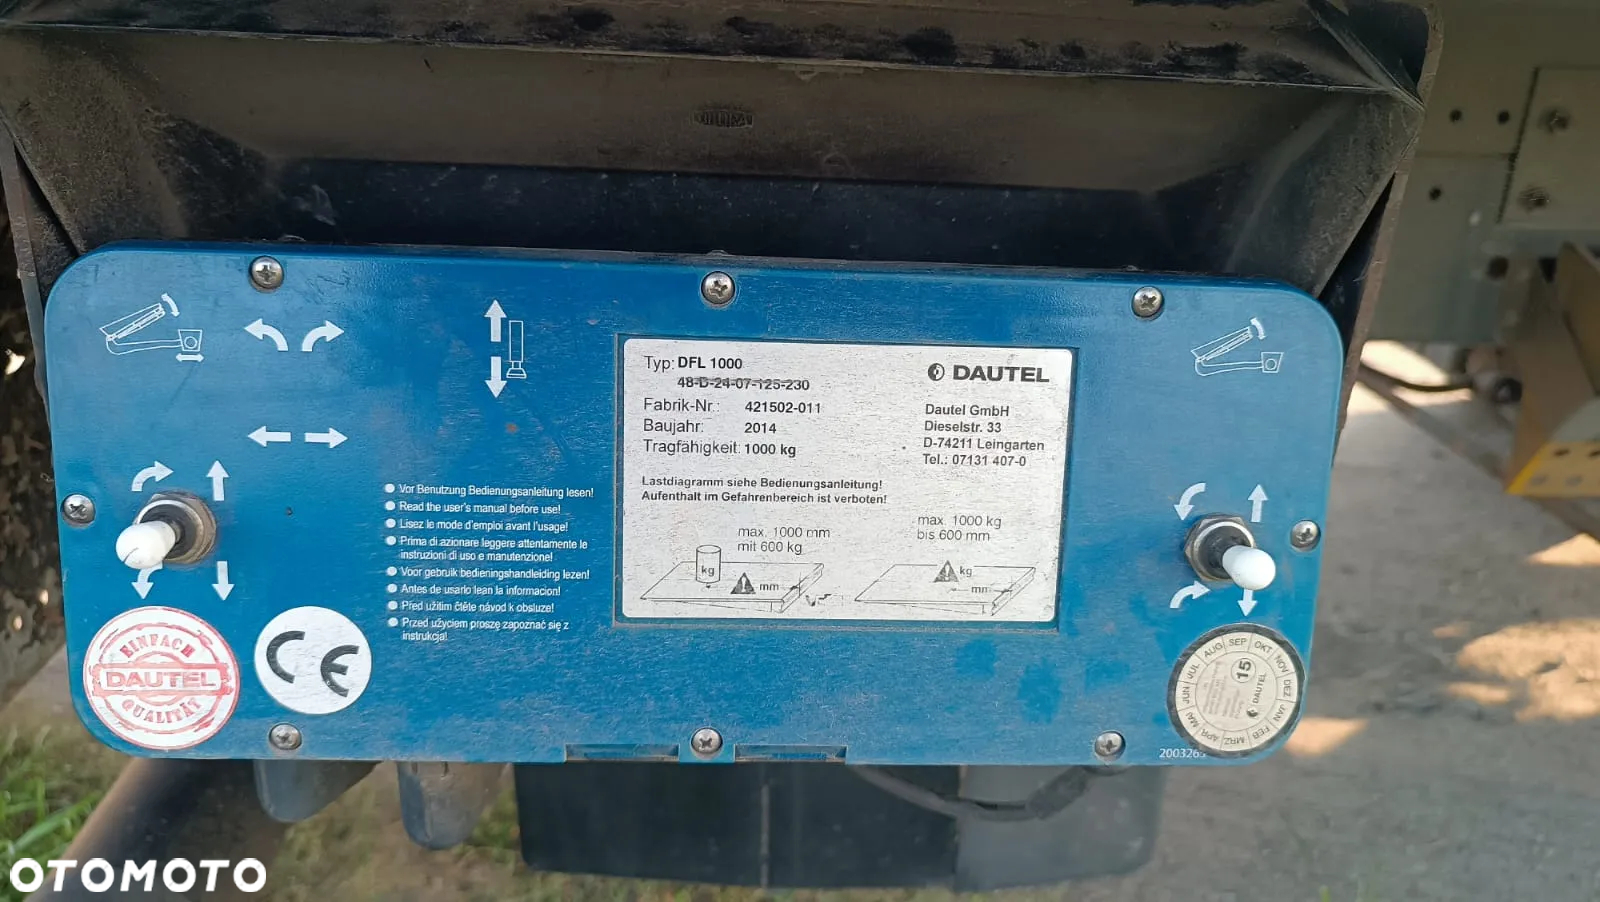 Typ: DFL 1000
48-D-24-07-125-230
Fabrik-Nr.: 421502-011
Baujahr: 2014
Tragfähigkeit: 1000 kg
DAUTEL
Dautel GmbH
Dieselstr. 33
D-74211 Leingarten
Tel.: 07131 407-0
Lastdiagramm siehe Bedienungsanleitung!
Aufenthalt im Gefahrenbereich ist verboten!
max. 1000 mm
mit 600 kg
kg
mm
max. 1000 kg
bis 600 mm
kg
mm
Vor Benutzung Bedienungsanleitung lesen!
Read the user's manual before use!
Lisez le mode d'emploi avant l'usage!
Prima di azionare leggere attentamente le
instruzioni di uso e manutenzione!
Voor gebruik bedieningshandleiding lezen!
Antes de usarlo lean la informacion!
Před užitím čtěte návod k obsluze!
Przed użyciem proszę zapoznać się z
instrukcją!
EINFACH
DAUTEL
QUALITÄT
CE
JAN FEB MRZ APR MAI JUN JUL AUG SEP OKT NOV DEZ
15
DAUTEL
OTOMOTO